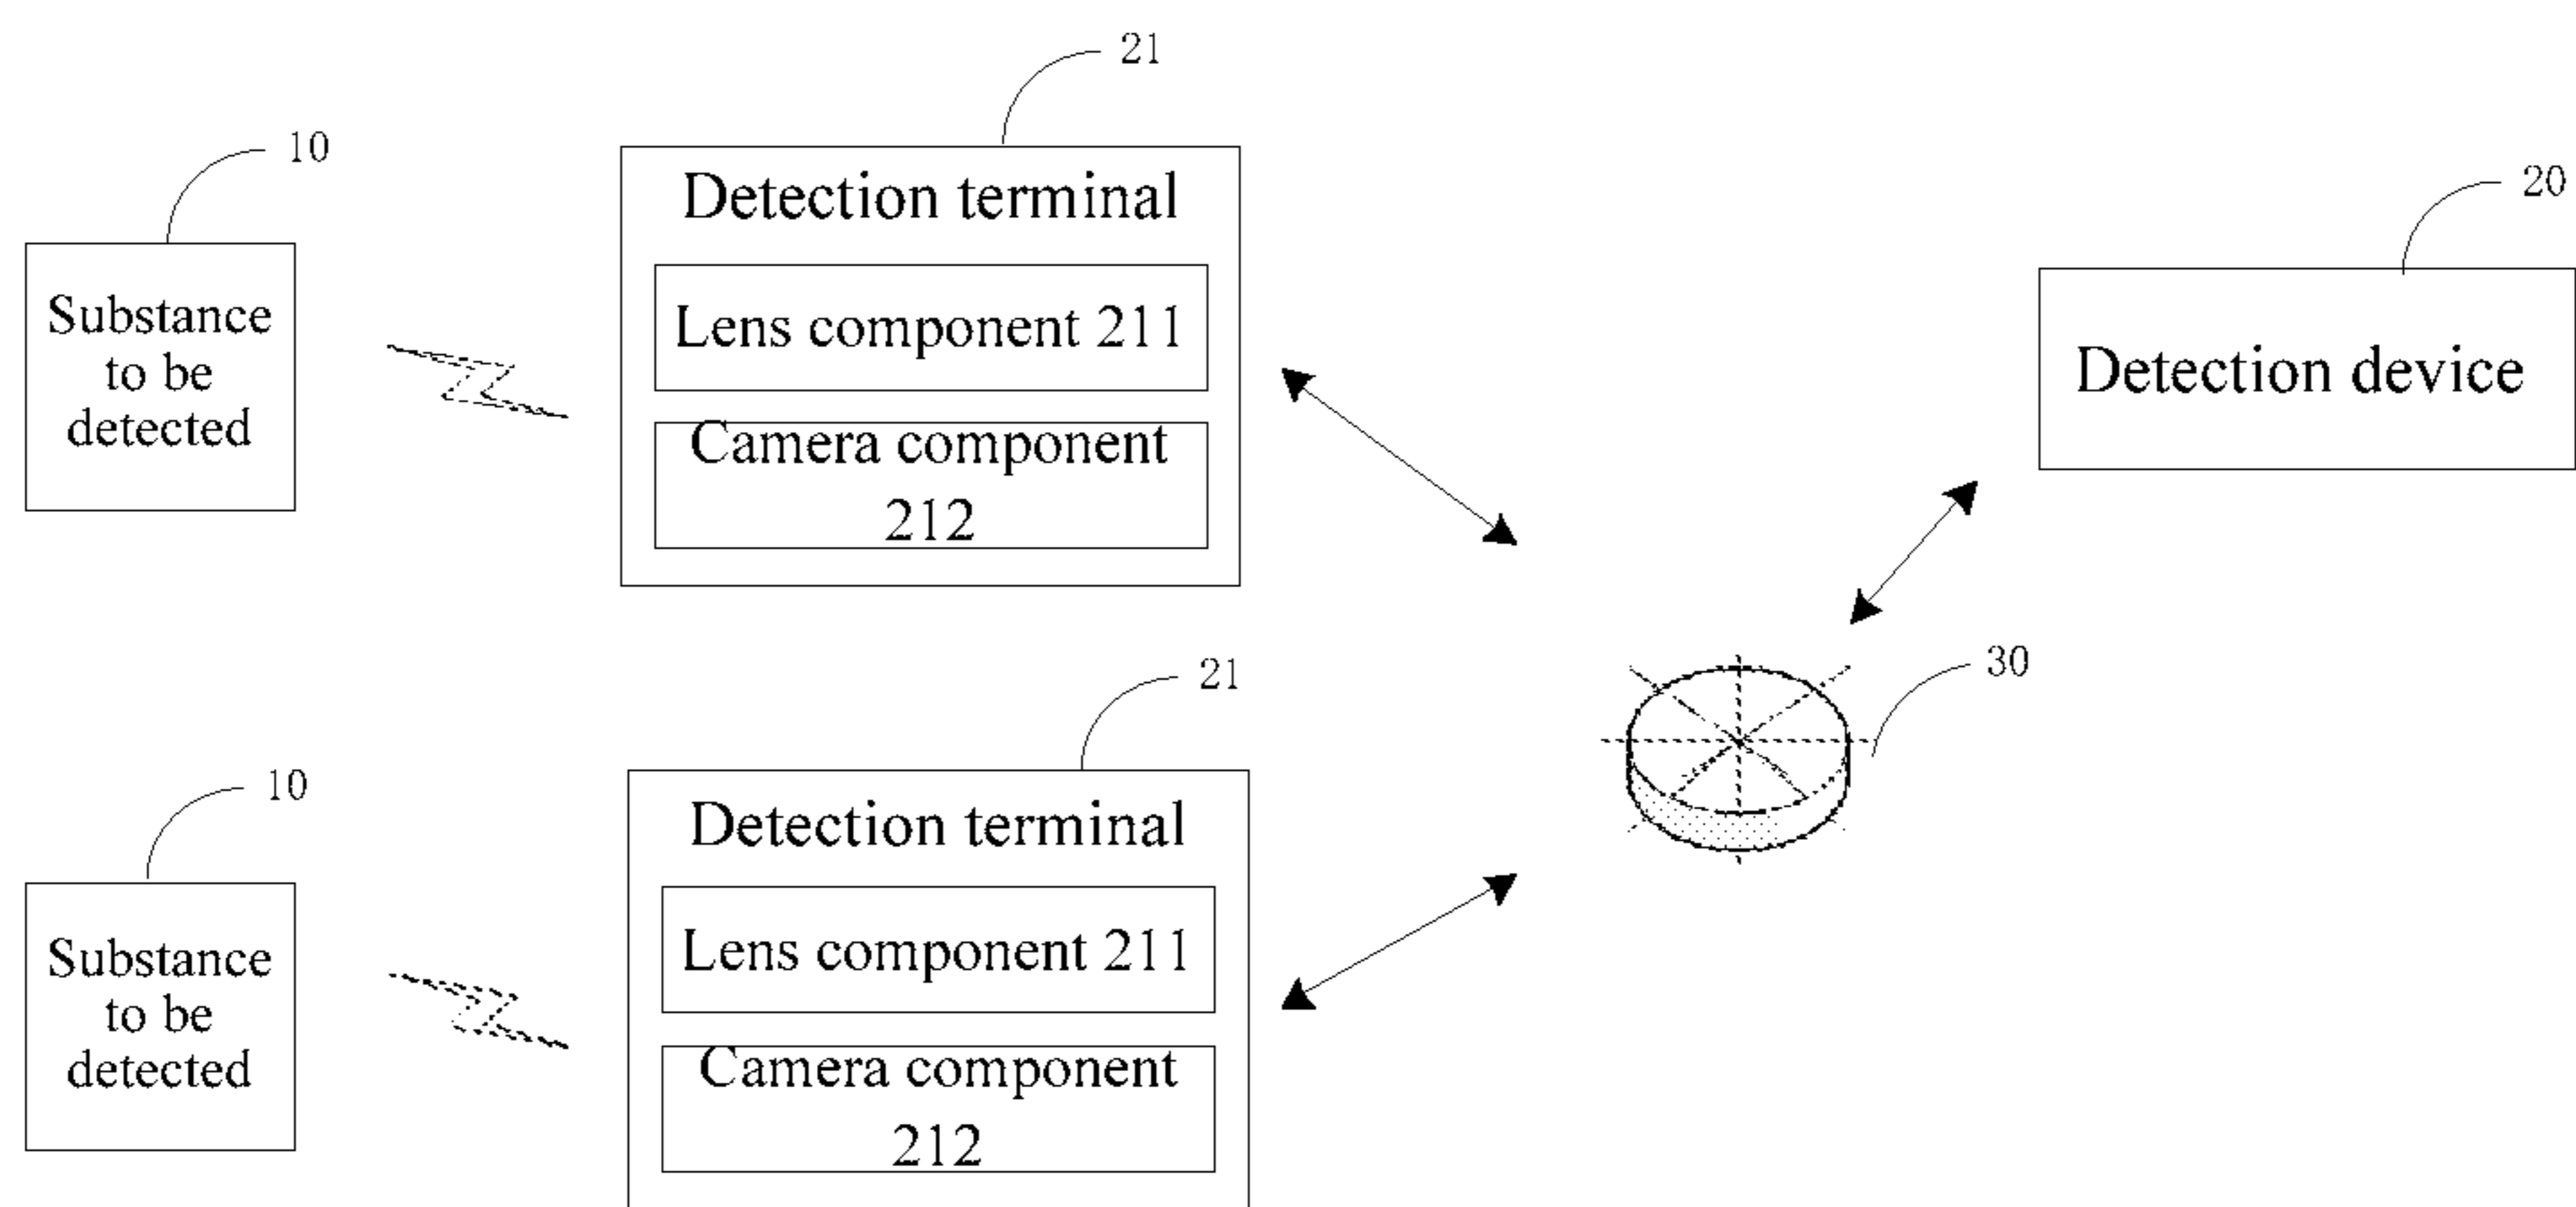 21
10
Detection terminal
20
Substance
to be
detected
Lens component 211
Camera component
212
Detection device
21
30
10
Detection terminal
Substance
to be
detected
Lens component 211
Camera component
212